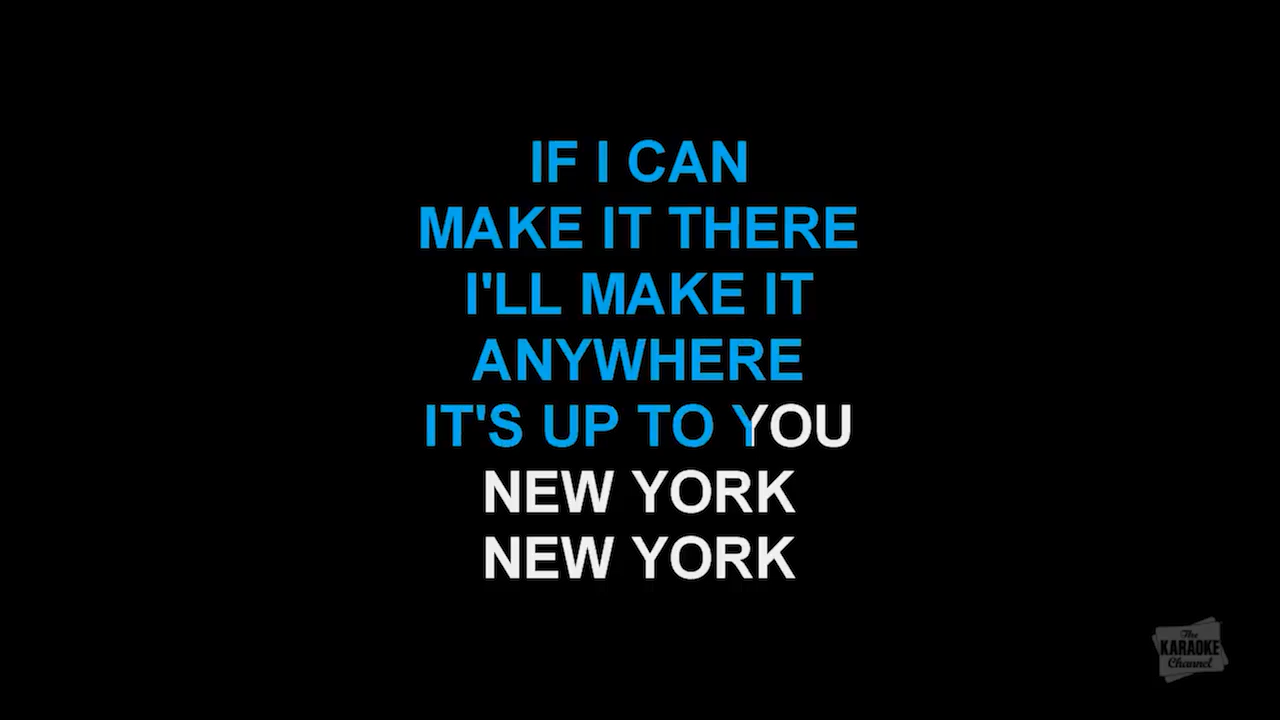 IF I CAN
MAKE IT THERE
I'LL MAKE IT
ANYWHERE
IT'S UP TO YOU
NEW YORK
NEW YORK
The
KARAOKE
Channel